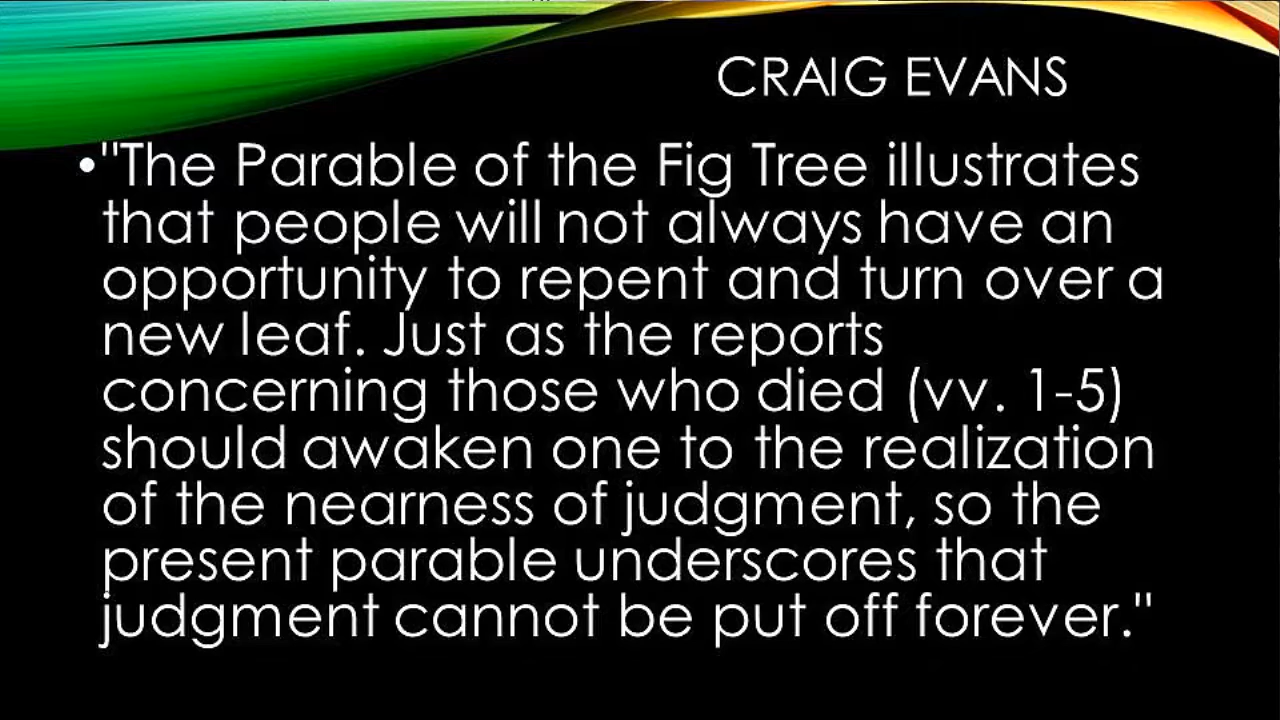 CRAIG EVANS
•"The Parable of the Fig Tree illustrates
that people will not always have an
opportunity to repent and turn over a
new leaf. Just as the reports
concerning those who died (vv. 1-5)
should awaken one to the realization
of the nearness of judgment, so the
present parable underscores that
judgment cannot be put off forever."